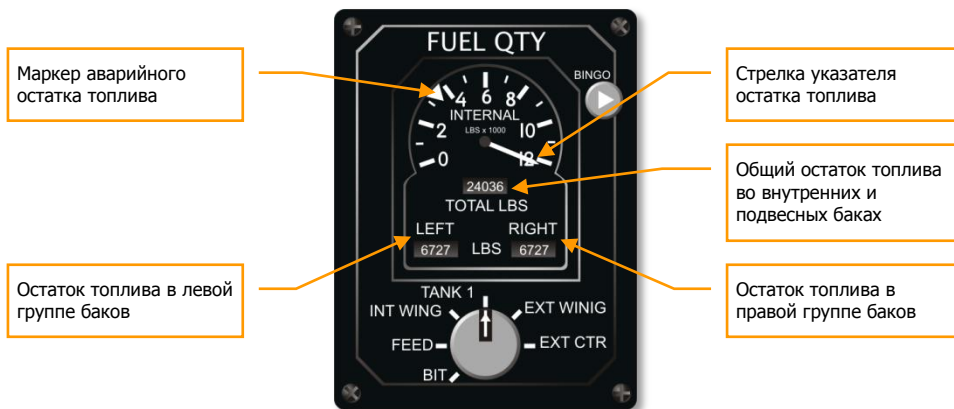 FUEL QTY
Маркер аварийного
остатка топлива
Стрелка указателя
остатка топлива
BINGO
4 6 8
INTERNAL
LBS x 1000
2 10
0 12
24036
TOTAL LBS
Общий остаток топлива
во внутренних и
подвесных баках
LEFT RIGHT
6727 LBS 6727
Остаток топлива в левой
группе баков
Остаток топлива в
правой группе баков
TANK 1
INT WING EXT WINIG
FEED EXT CTR
BIT